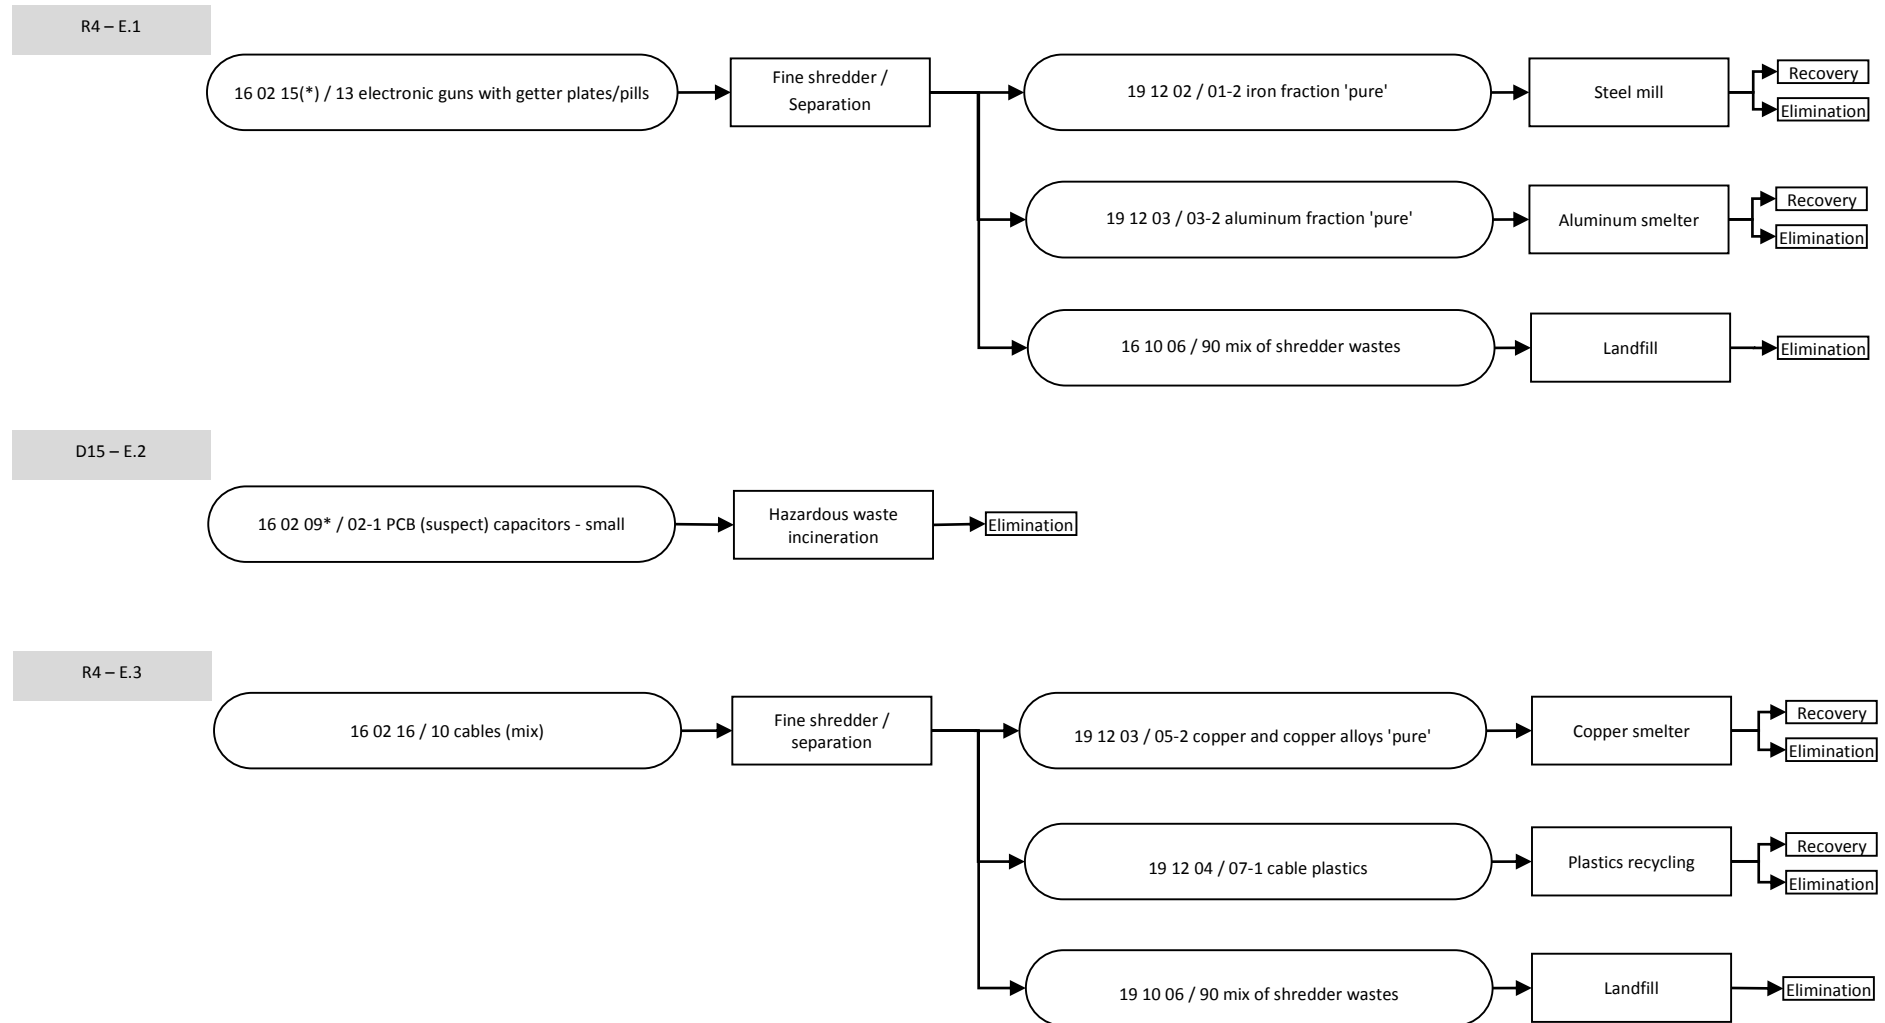 R4 – E.1
16 02 15(*) / 13 electronic guns with getter plates/pills
Fine shredder /
Separation
19 12 02 / 01-2 iron fraction 'pure'
Steel mill
Recovery
Elimination
19 12 03 / 03-2 aluminum fraction 'pure'
Aluminum smelter
Recovery
Elimination
16 10 06 / 90 mix of shredder wastes
Landfill
Elimination
D15 – E.2
16 02 09* / 02-1 PCB (suspect) capacitors - small
Hazardous waste
incineration
Elimination
R4 – E.3
16 02 16 / 10 cables (mix)
Fine shredder /
separation
19 12 03 / 05-2 copper and copper alloys 'pure'
Copper smelter
Recovery
Elimination
19 12 04 / 07-1 cable plastics
Plastics recycling
Recovery
Elimination
19 10 06 / 90 mix of shredder wastes
Landfill
Elimination